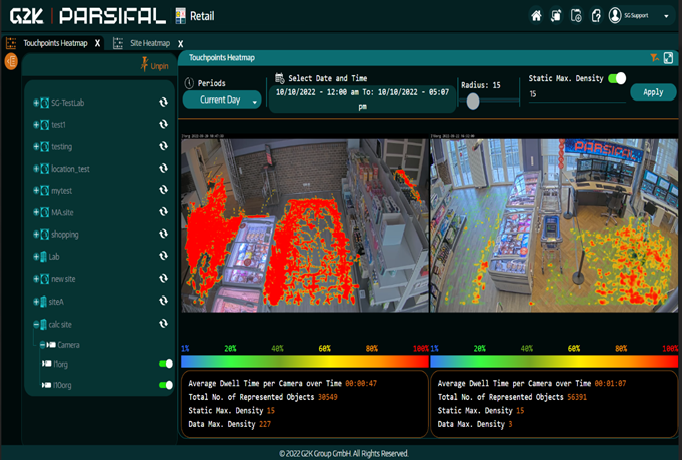 G2K PARSIFAL Retail
SG Support
Touchpoints Heatmap X
Site Heatmap X
Unpin
SG-TestLab
test1
testing
location_test
mytest
MA.site
shopping
Lab
new site
siteA
calc site
Camera
f1org
f10org
Touchpoints Heatmap
Periods
Current Day
Select Date and Time
10/10/2022 - 12:00 am To: 10/10/2022 - 05:07
pm
Radius: 15
Static Max. Density
15
Apply
PARSIFAL
1% 20% 40% 60% 80% 100%
1% 20% 40% 60% 80% 100%
Average Dwell Time per Camera over Time 00:00:47
Total No. of Represented Objects 30549
Static Max. Density 15
Data Max. Density 227
Average Dwell Time per Camera over Time 00:01:07
Total No. of Represented Objects 56391
Static Max. Density 15
Data Max. Density 3
© 2022 G2K Group GmbH. All Rights Reserved.